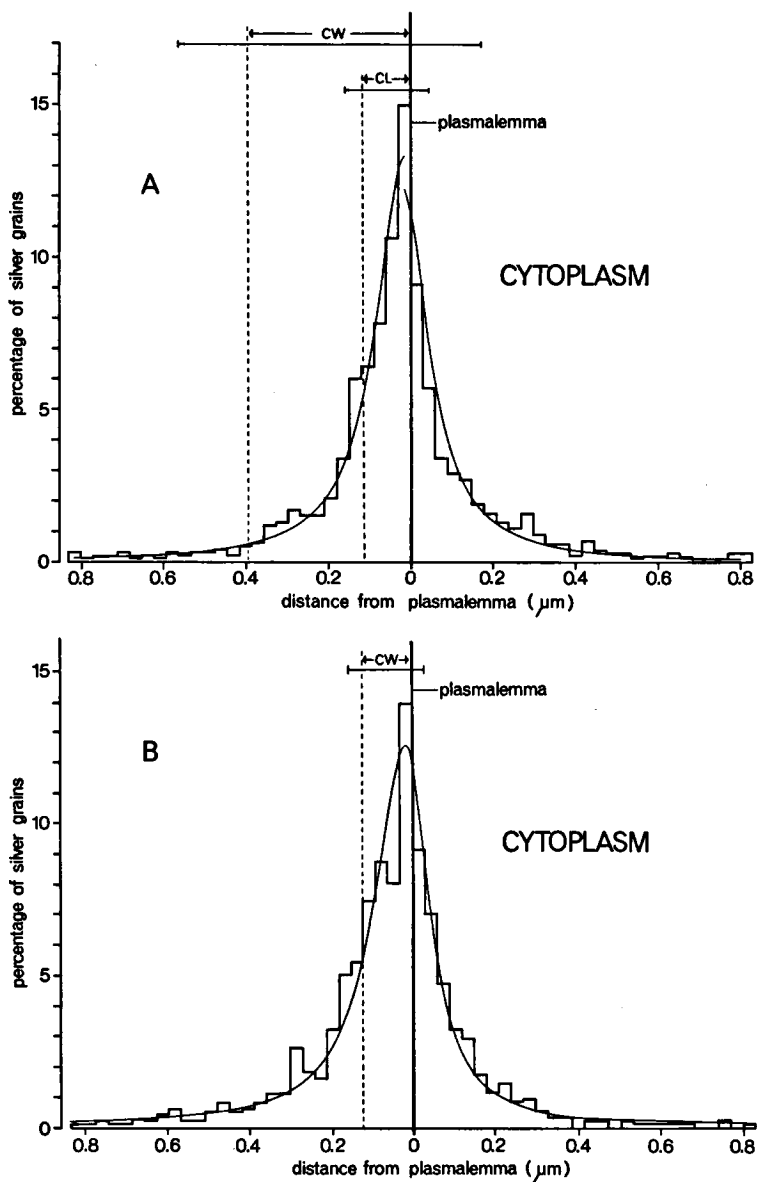 CW
CL
15
plasmalemma
A
10
CYTOPLASM
5
0
percentage of silver grains
0.8 0.6 0.4 0.2 0 0.2 0.4 0.6 0.8
distance from plasmalemma (μm)
CW
15
plasmalemma
B
10
CYTOPLASM
5
0
percentage of silver grains
0.8 0.6 0.4 0.2 0 0.2 0.4 0.6 0.8
distance from plasmalemma (μm)